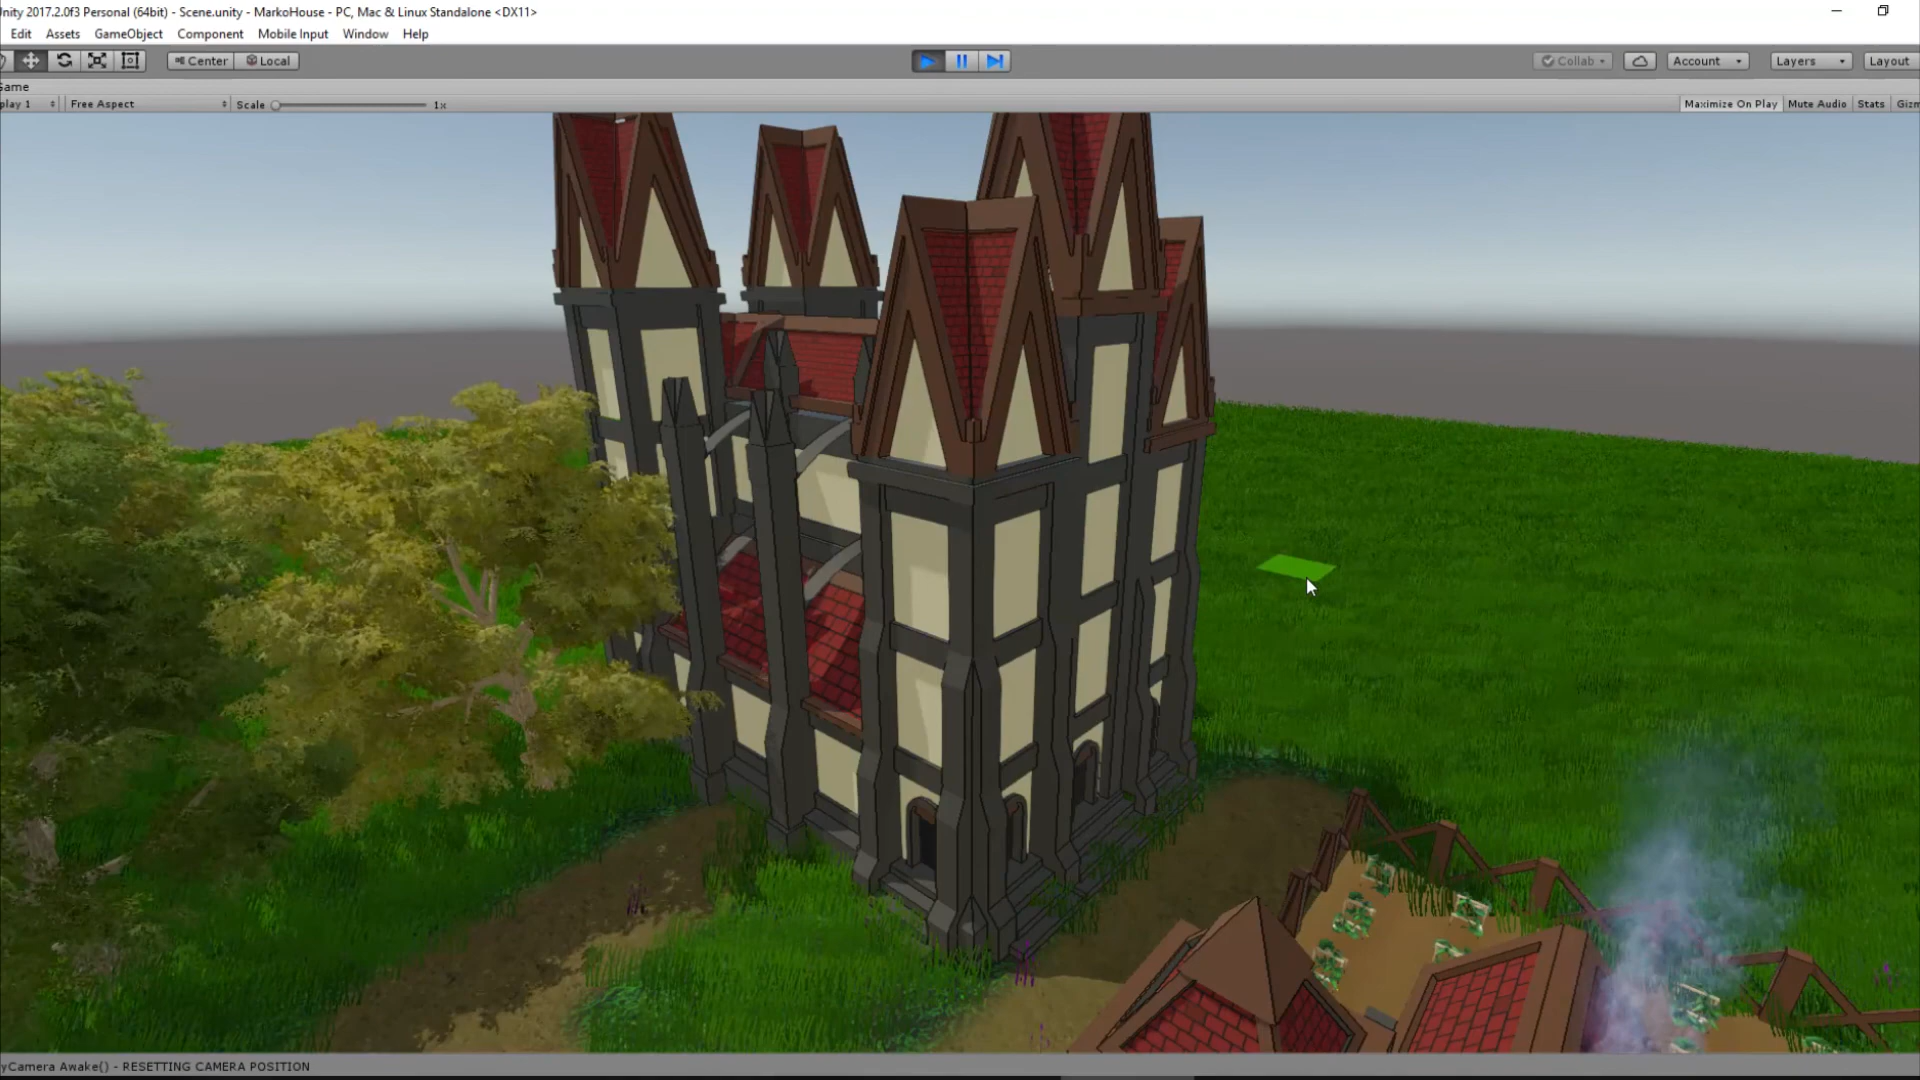 Unity 2017.2.0f3 Personal (64bit) - Scene.unity - MarkoHouse - PC, Mac & Linux Standalone <DX11>
Edit Assets GameObject Component Mobile Input Window Help
Center Local Collab Account Layers Layout
Game
play 1 Free Aspect Scale 1x Maximize On Play Mute Audio Stats Gizm
yCamera Awake() - RESETTING CAMERA POSITION